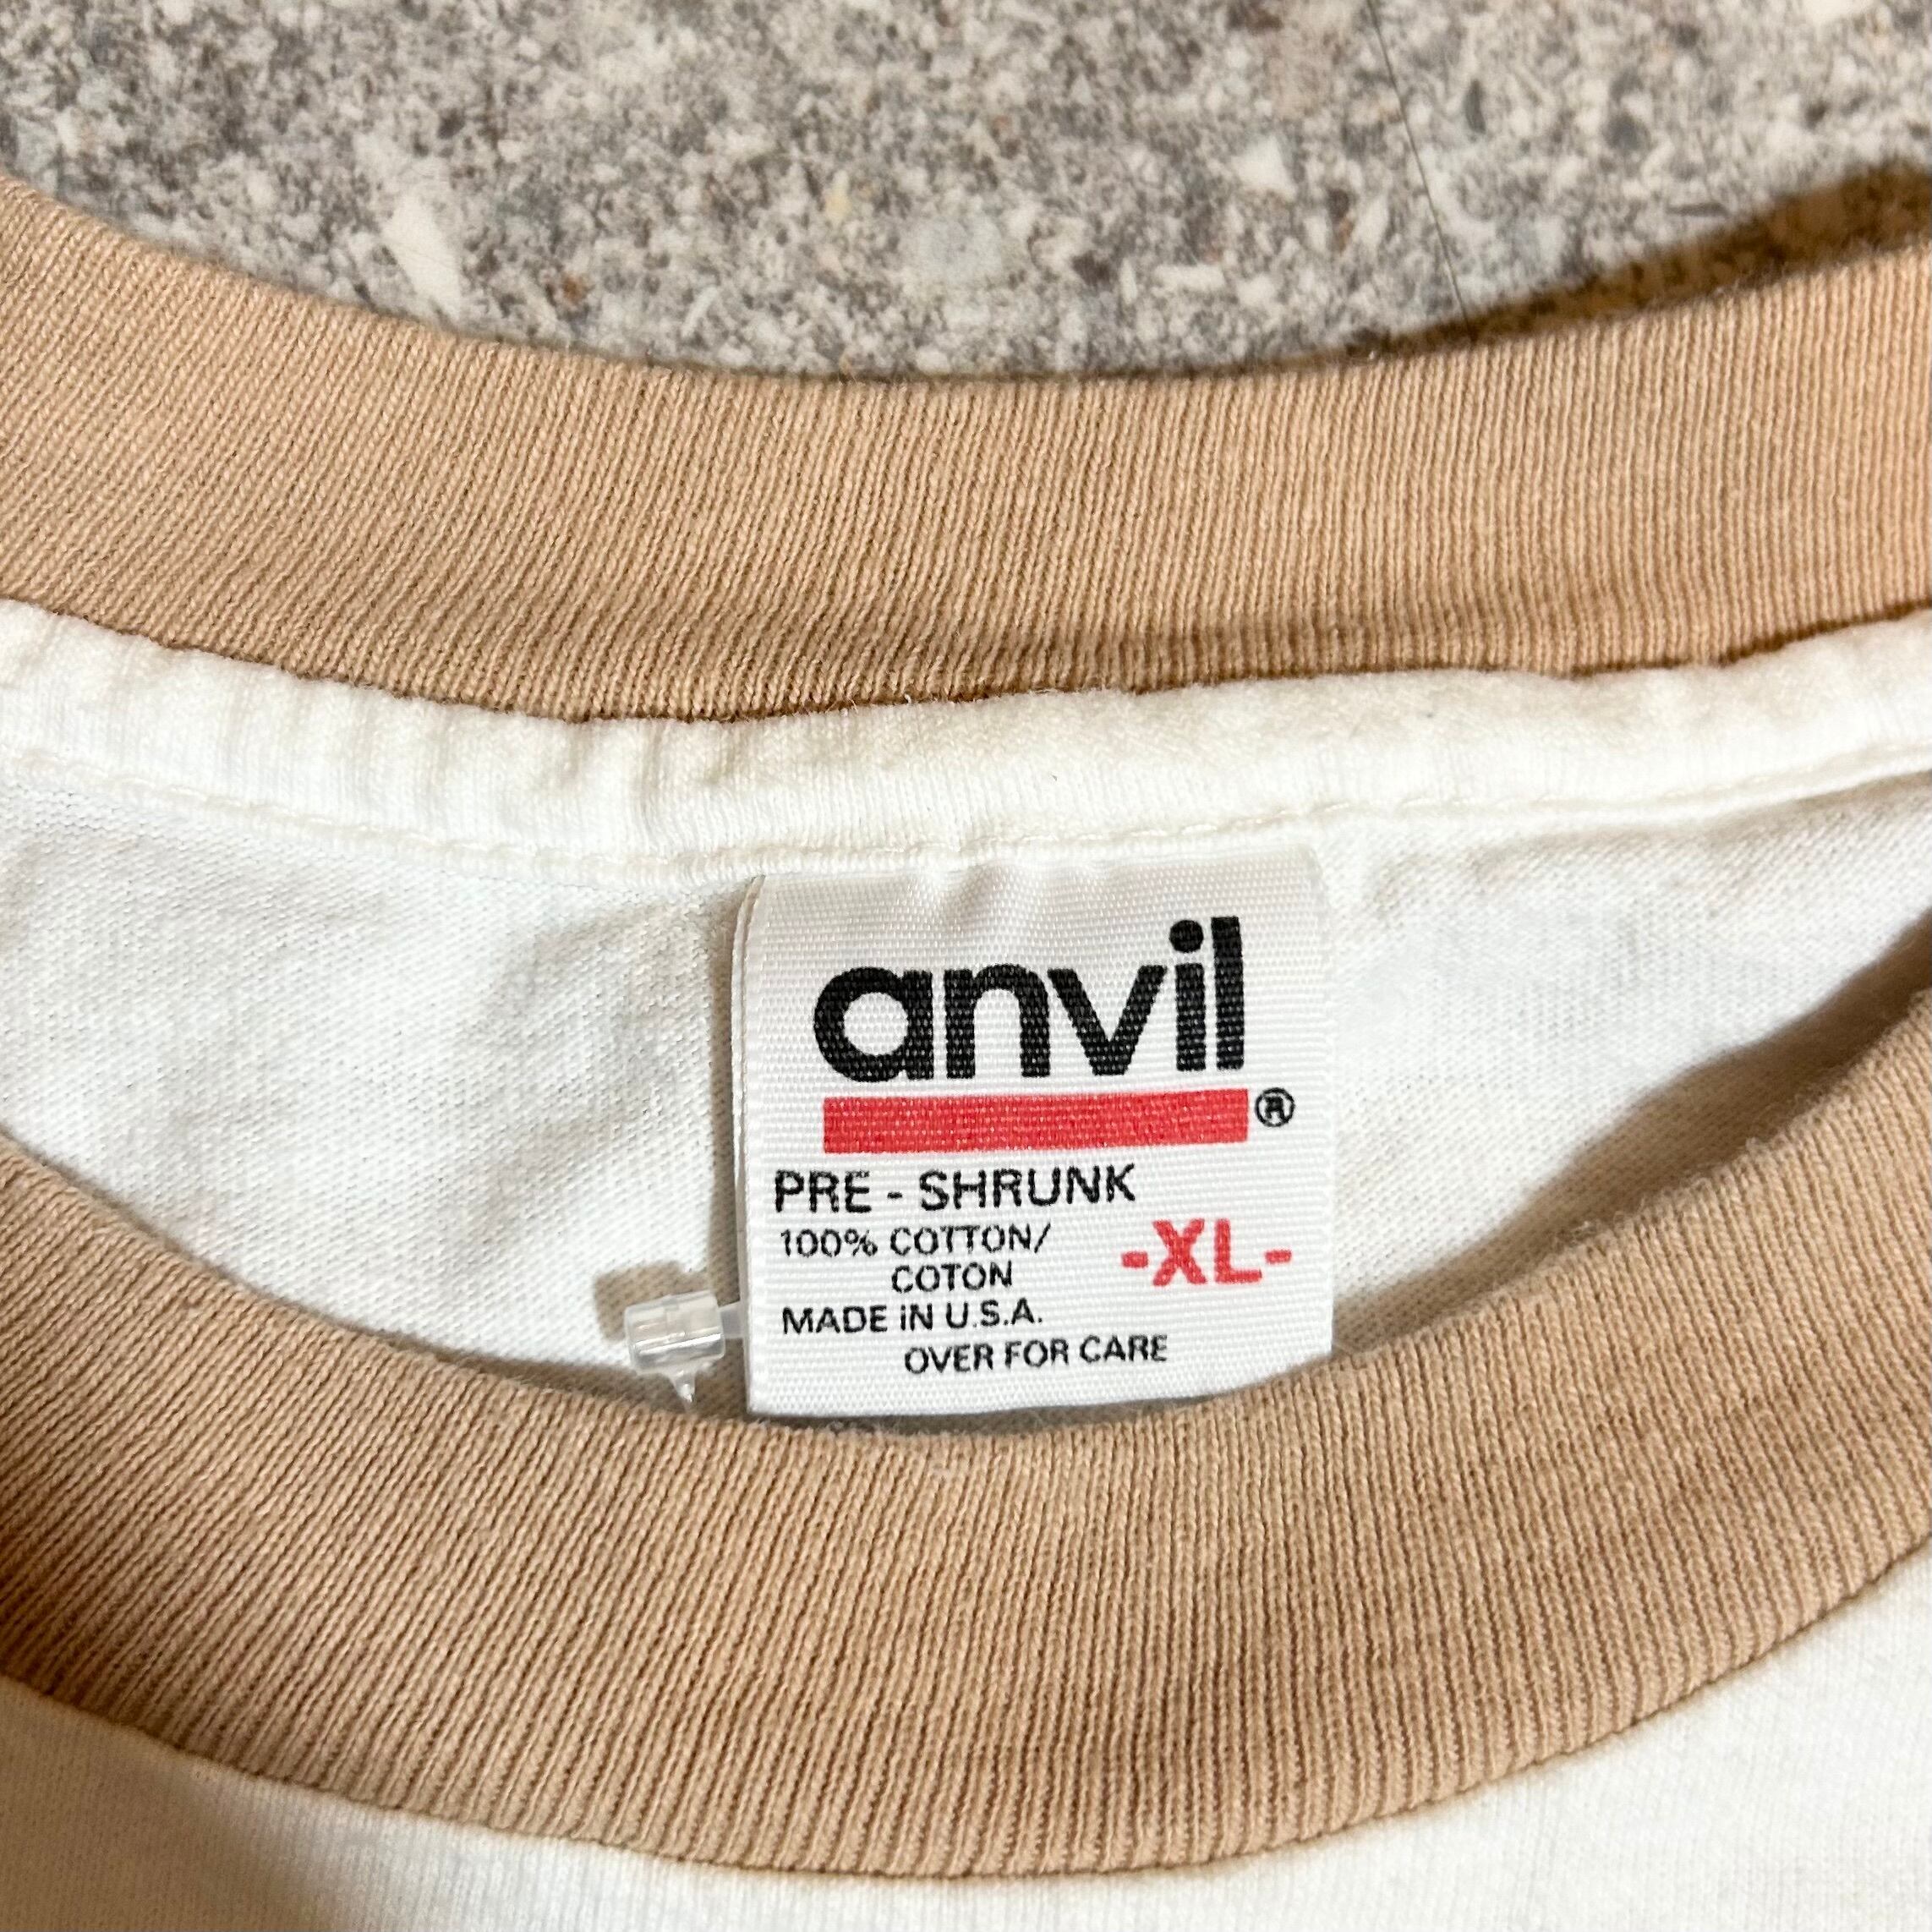 anvil
®
PRE - SHRUNK
100% COTTON/
COTON
-XL-
MADE IN U.S.A.
OVER FOR CARE